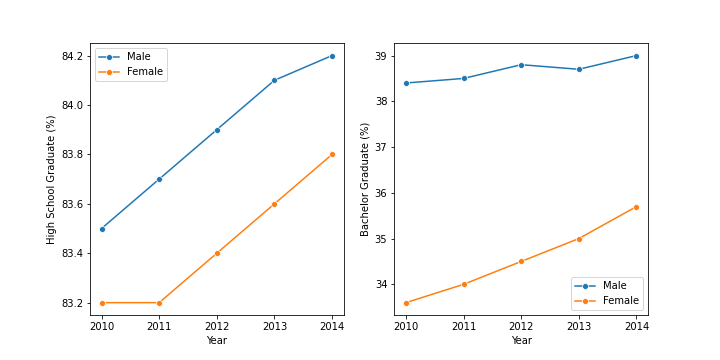 High School Graduate (%)
84.2
84.0
83.8
83.6
83.4
83.2
Male
Female
2010 2011 2012 2013 2014
Year
Bachelor Graduate (%)
39
38
37
36
35
34
Male
Female
2010 2011 2012 2013 2014
Year